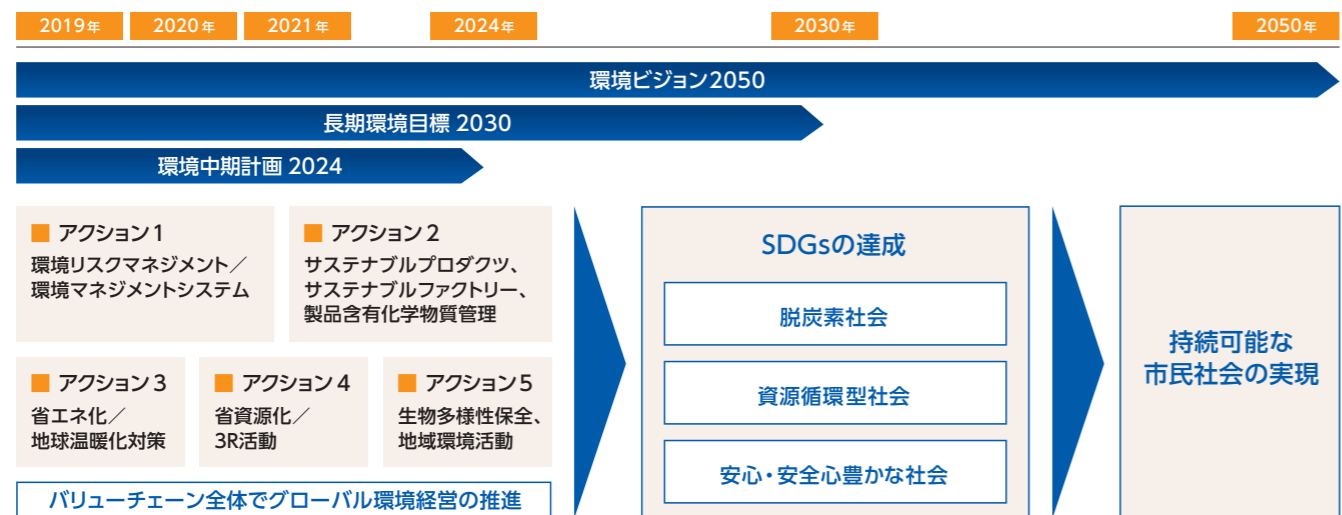 2019年 2020年 2021年 2024年 2030年 2050年
環境ビジョン2050
長期環境目標 2030
環境中期計画 2024
■ アクション1
環境リスクマネジメント／
環境マネジメントシステム
■ アクション2
サステナブルプロダクツ、
サステナブルファクトリー、
製品含有化学物質管理
■ アクション3
省エネ化／
地球温暖化対策
■ アクション4
省資源化／
3R活動
■ アクション5
生物多様性保全、
地域環境活動
バリューチェーン全体でグローバル環境経営の推進
SDGsの達成
脱炭素社会
資源循環型社会
安心・安全心豊かな社会
持続可能な
市民社会の実現